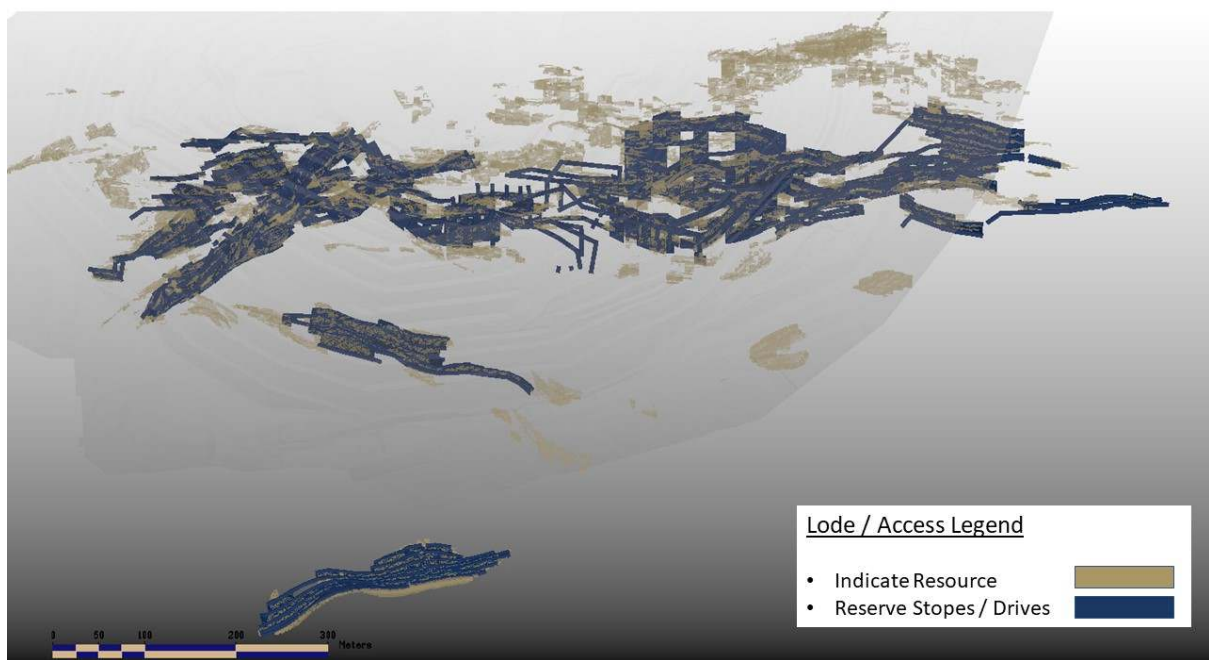 Lode / Access Legend
• Indicate Resource
• Reserve Stopes / Drives
0 50 100 200 300
Meters